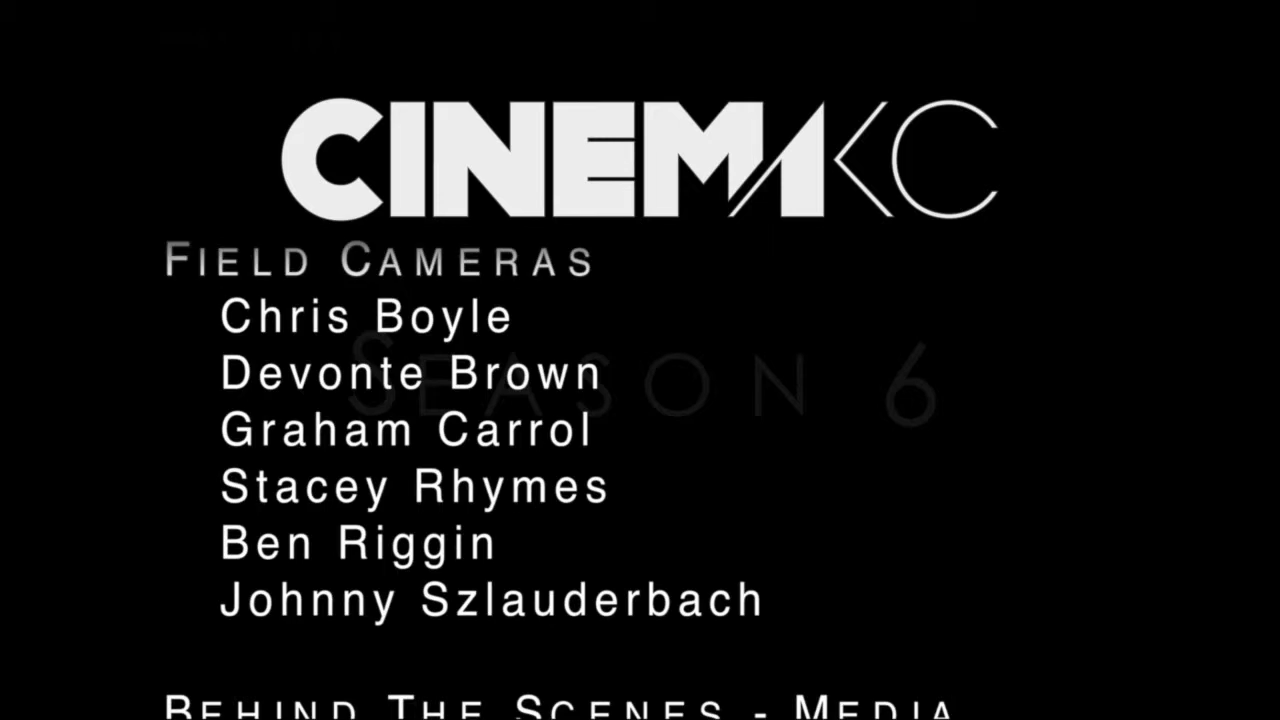 CINEMAKC
FIELD CAMERAS
Chris Boyle
SEASON 6
Devonte Brown
Graham Carrol
Stacey Rhymes
Ben Riggin
Johnny Szlauderbach
BEHIND THE SCENES - MEDIA